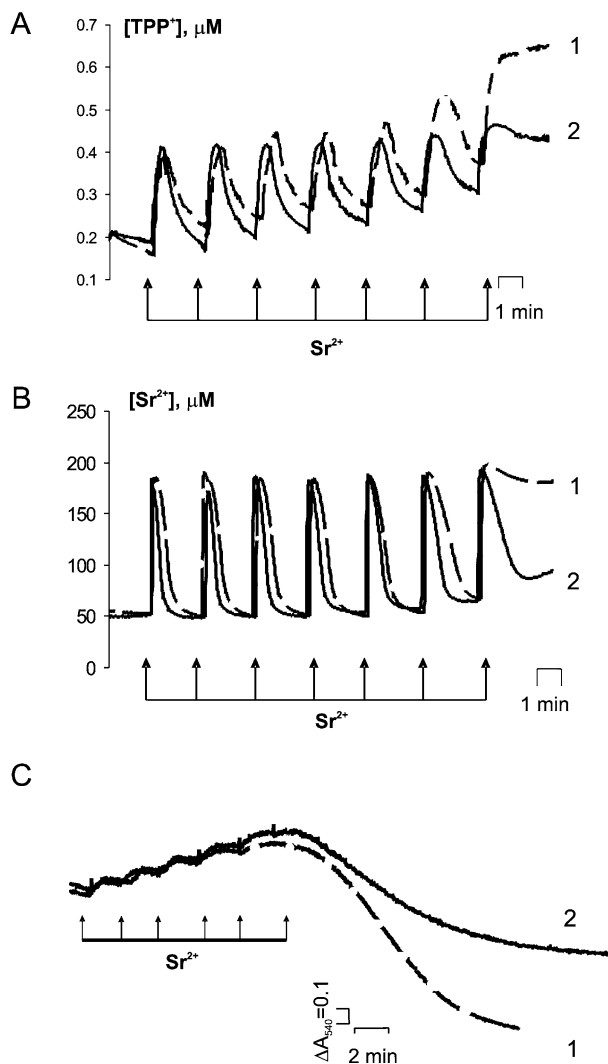 A
[TPP⁺], μM
0.7
0.6
0.5
0.4
0.3
0.2
0.1
1
2
1 min
Sr²⁺
B
[Sr²⁺], μM
250
200
150
100
50
0
1
2
1 min
Sr²⁺
C
Sr²⁺
2
1
ΔA₅₄₀=0.1
2 min